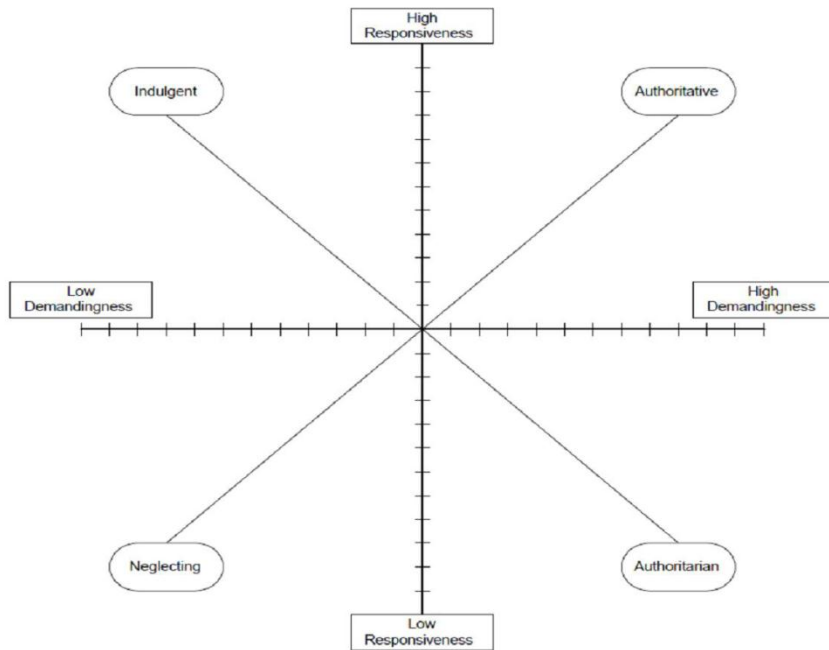 High
Responsiveness
Indulgent
Authoritative
Low
Demandingness
High
Demandingness
Neglecting
Authoritarian
Low
Responsiveness